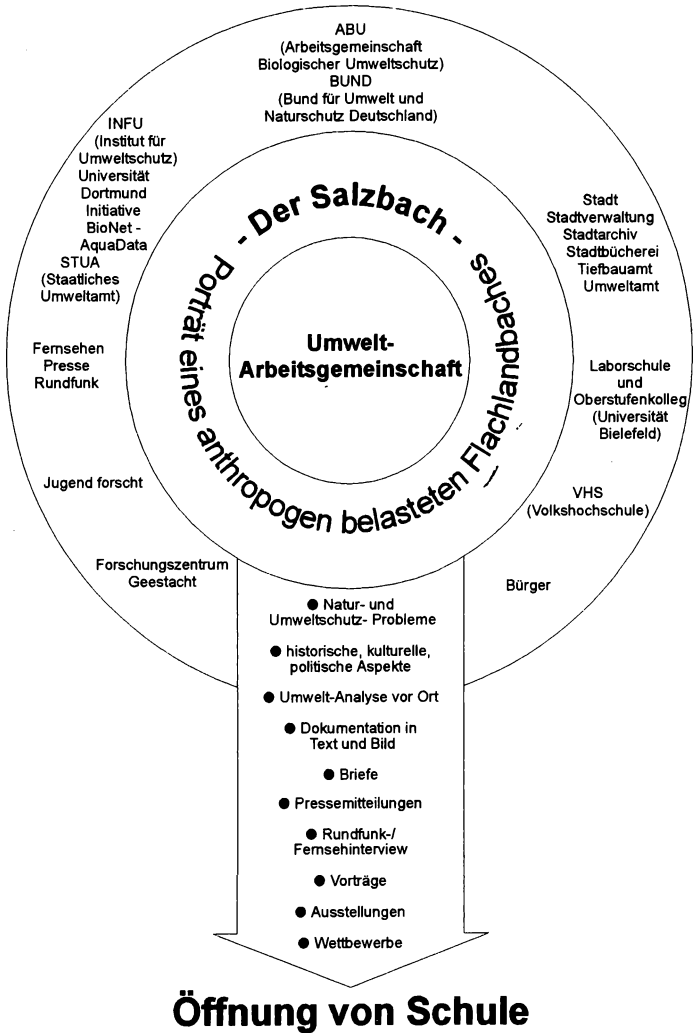 ABU
(Arbeitsgemeinschaft
Biologischer Umweltschutz)
BUND
(Bund für Umwelt und
Naturschutz Deutschland)
INFU
(Institut für
Umweltschutz)
Universität
Dortmund
Initiative
BioNet -
AquaData
STUA
(Staatliches
Umweltamt)
Fernsehen
Presse
Rundfunk
Jugend forscht
Forschungszentrum
Geestacht
Stadt
Stadtverwaltung
Stadtarchiv
Stadtbücherei
Tiefbauamt
Umweltamt
Laborschule
und
Oberstufenkolleg
(Universität
Bielefeld)
VHS
(Volkshochschule)
Bürger
- Der Salzbach -
Porträt eines anthropogen belasteten Flachlandbaches
Umwelt-
Arbeitsgemeinschaft
● Natur- und
Umweltschutz- Probleme
● historische, kulturelle,
politische Aspekte
● Umwelt-Analyse vor Ort
● Dokumentation in
Text und Bild
● Briefe
● Pressemitteilungen
● Rundfunk-/
Fernsehinterview
● Vorträge
● Ausstellungen
● Wettbewerbe
Öffnung von Schule